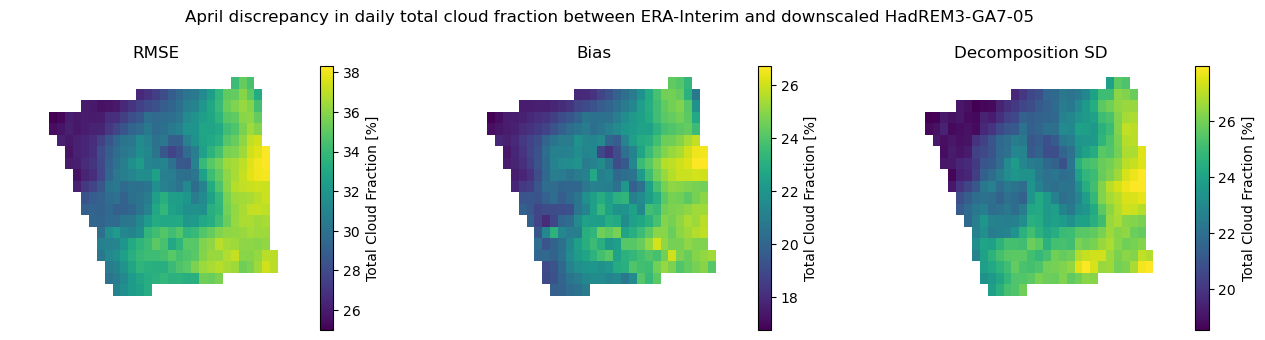 April discrepancy in daily total cloud fraction between ERA-Interim and downscaled HadREM3-GA7-05
RMSE
38
36
34
32
30
28
26
Total Cloud Fraction [%]
Bias
26
24
22
20
18
Total Cloud Fraction [%]
Decomposition SD
26
24
22
20
Total Cloud Fraction [%]